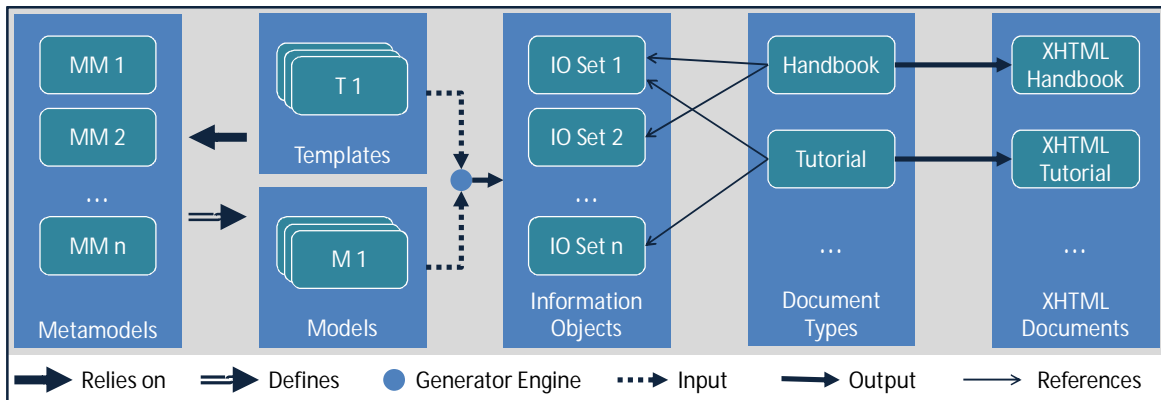 MM 1
MM 2
...
MM n
Metamodels
T 1
Templates
M 1
Models
IO Set 1
IO Set 2
...
IO Set n
Information
Objects
Handbook
Tutorial
...
Document
Types
XHTML
Handbook
XHTML
Tutorial
...
XHTML
Documents
Relies on
Defines
Generator Engine
Input
Output
References